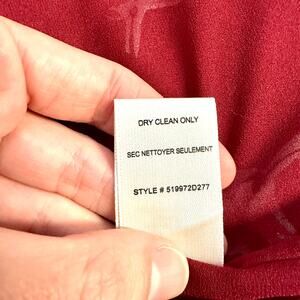 DRY CLEAN ONLY
SEC NETTOYER SEULEMENT
STYLE # 519972D277